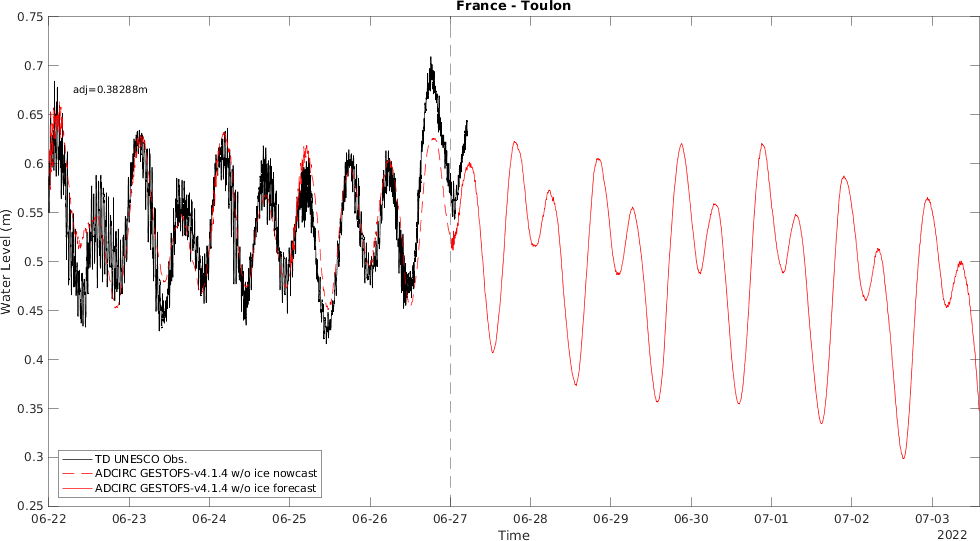 France - Toulon
adj=0.38288m
Water Level (m)
0.75
0.7
0.65
0.6
0.55
0.5
0.45
0.4
0.35
0.3
0.25
TD UNESCO Obs.
ADCIRC GESTOFS-v4.1.4 w/o ice nowcast
ADCIRC GESTOFS-v4.1.4 w/o ice forecast
06-22 06-23 06-24 06-25 06-26 06-27 06-28 06-29 06-30 07-01 07-02 07-03
Time
2022